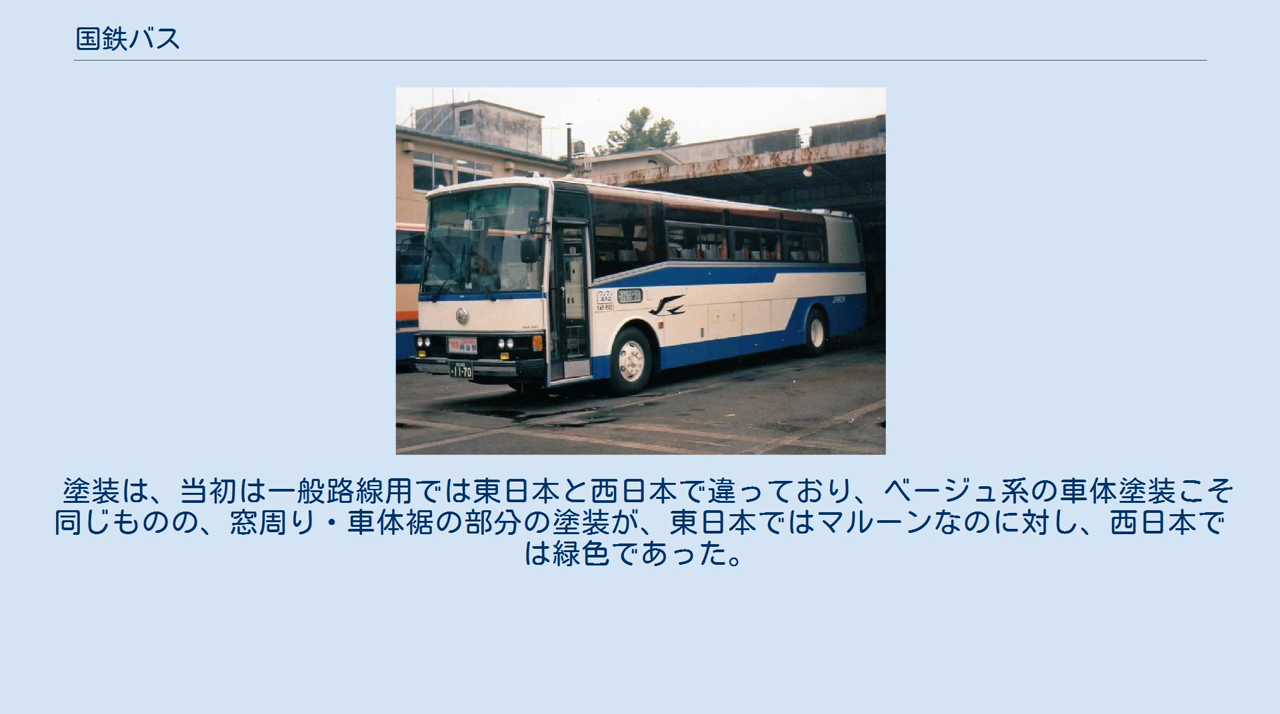 国鉄バス
11-70
塗装は、当初は一般路線用では東日本と西日本で違っており、ベージュ系の車体塗装こそ
同じものの、窓周り・車体裾の部分の塗装が、東日本ではマルーンなのに対し、西日本で
は緑色であった。